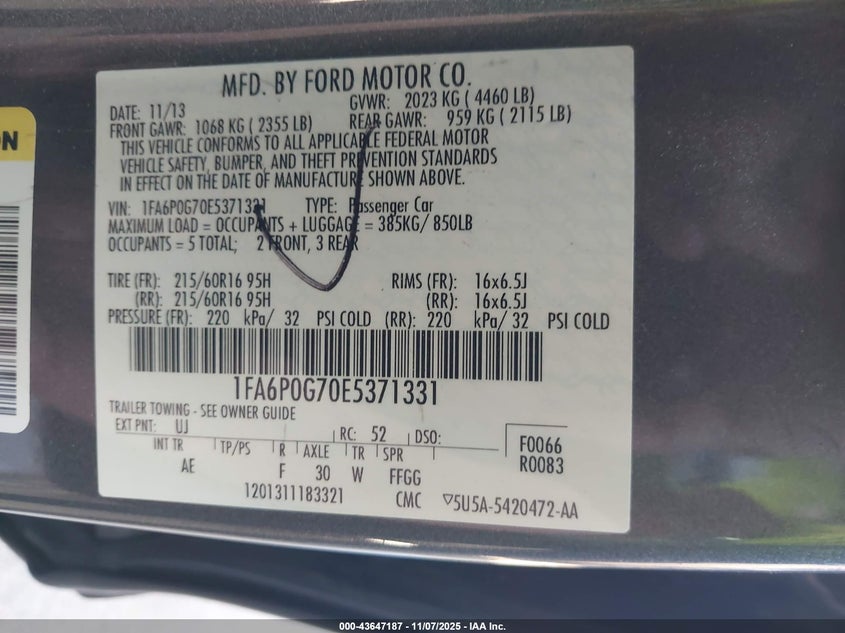 MFD. BY FORD MOTOR CO.
DATE: 11/13 GVWR: 2023 KG ( 4460 LB)
FRONT GAWR: 1068 KG ( 2355 LB) REAR GAWR: 959 KG ( 2115 LB)
THIS VEHICLE CONFORMS TO ALL APPLICABLE FEDERAL MOTOR
VEHICLE SAFETY, BUMPER, AND THEFT PREVENTION STANDARDS
IN EFFECT ON THE DATE OF MANUFACTURE SHOWN ABOVE.
VIN: 1FA6P0G70E5371331 TYPE: Passenger Car
MAXIMUM LOAD = OCCUPANTS + LUGGAGE = 385KG/ 850LB
OCCUPANTS = 5 TOTAL; 2 FRONT, 3 REAR
TIRE (FR): 215/60R16 95H RIMS (FR): 16x6.5J
(RR): 215/60R16 95H (RR): 16x6.5J
PRESSURE (FR): 220 kPa/ 32 PSI COLD (RR): 220 kPa/ 32 PSI COLD
1FA6P0G70E5371331
TRAILER TOWING - SEE OWNER GUIDE
EXT PNT: UJ RC: 52 DSO: F0066
INT TR TP/PS R AXLE TR SPR R0083
AE F 30 W FFGG
1201311183321 CMC ▽5U5A-5420472-AA
ON
000-43647187 - 11/07/2025 - IAA Inc.